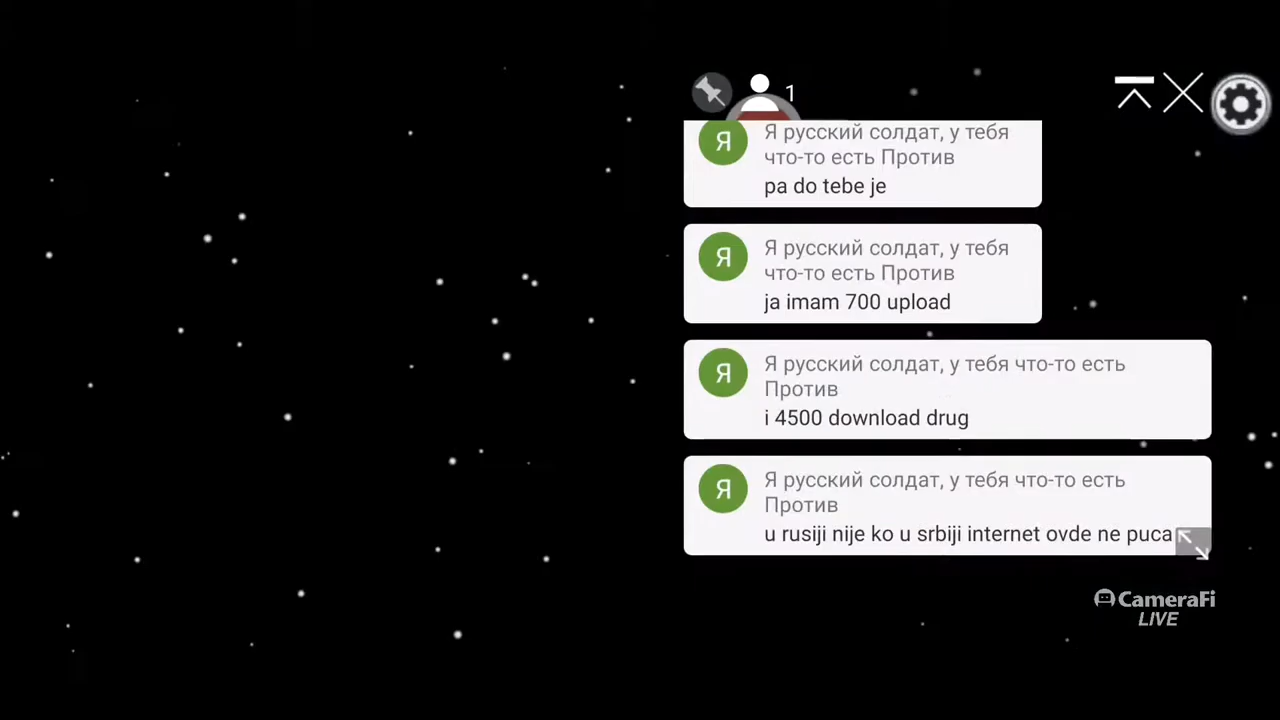 1
Я
Я русский солдат, у тебя
что-то есть Против
pa do tebe je
Я
Я русский солдат, у тебя
что-то есть Против
ja imam 700 upload
Я
Я русский солдат, у тебя что-то есть
Против
i 4500 download drug
Я
Я русский солдат, у тебя что-то есть
Против
u rusiji nije ko u srbiji internet ovde ne puca
CameraFi
LIVE